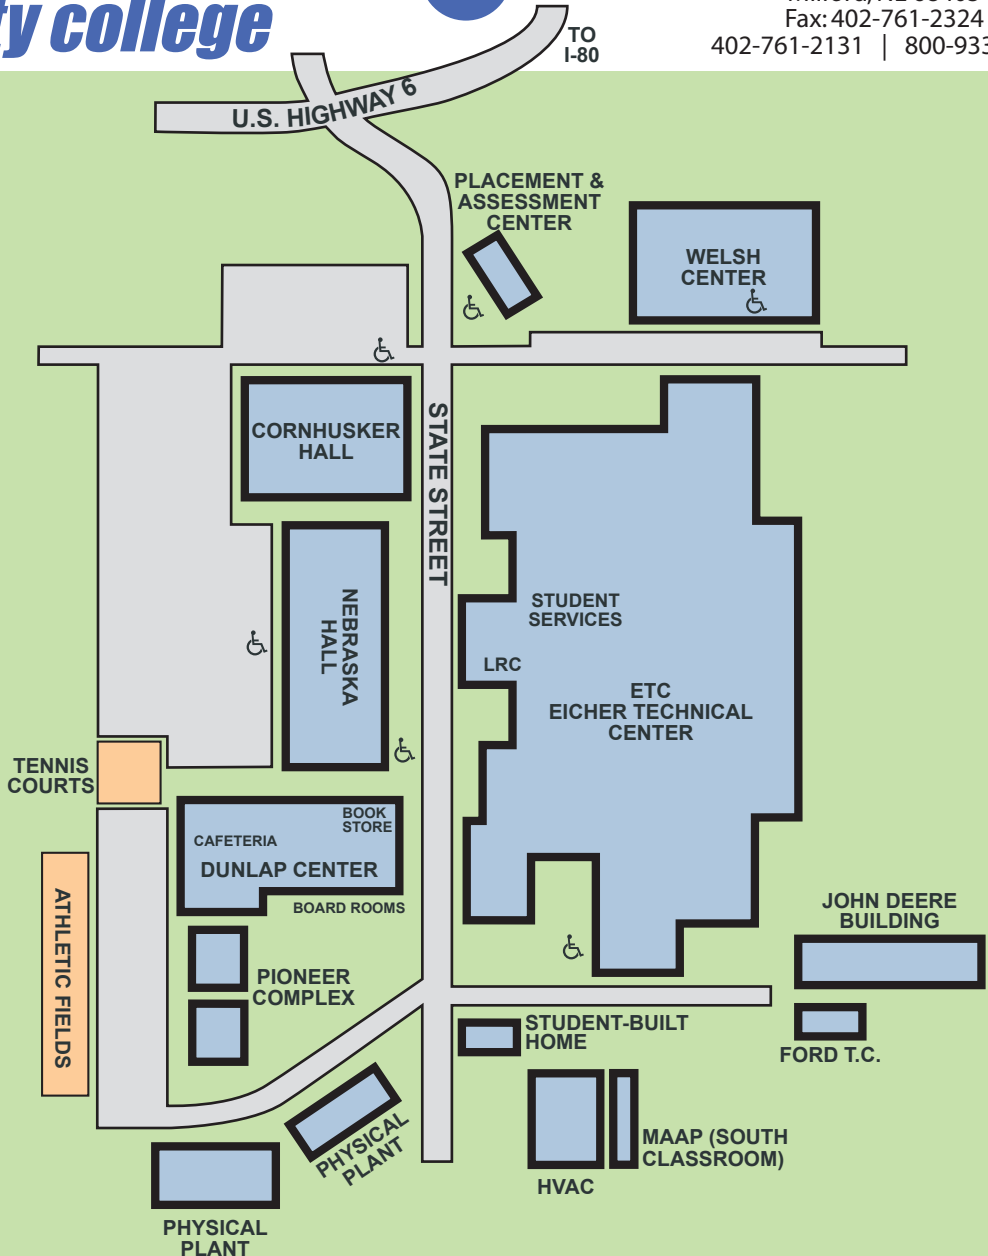 ty college
Fax: 402-761-2324
402-761-2131 | 800-933
TO
I-80
U.S. HIGHWAY 6
PLACEMENT &
ASSESSMENT
CENTER
WELSH
CENTER
CORNHUSKER
HALL
STATE STREET
NEBRASKA
HALL
STUDENT
SERVICES
LRC
ETC
EICHER TECHNICAL
CENTER
TENNIS
COURTS
BOOK
STORE
CAFETERIA
DUNLAP CENTER
BOARD ROOMS
ATHLETIC FIELDS
JOHN DEERE
BUILDING
PIONEER
COMPLEX
STUDENT-BUILT
HOME
FORD T.C.
PHYSICAL
PLANT
MAAP (SOUTH
CLASSROOM)
HVAC
PHYSICAL
PLANT